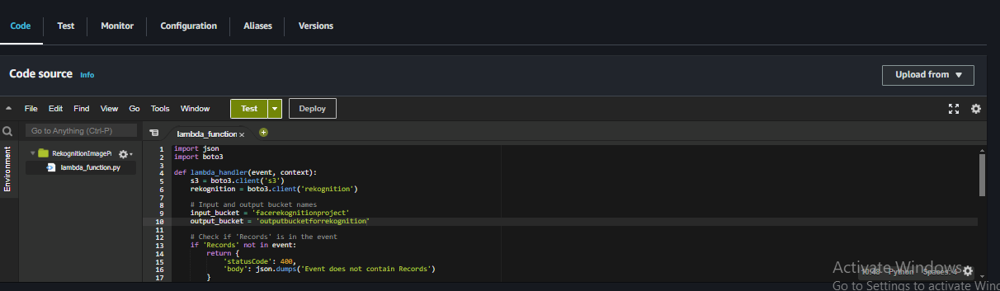 Code Test Monitor Configuration Aliases Versions
Code source Info Upload from
File Edit Find View Go Tools Window Test Deploy
Go to Anything (Ctrl-P) lambda_function
Environment
RekognitionImagePr
lambda_function.py
1 import json
2 import boto3
3
4 def lambda_handler(event, context):
5 s3 = boto3.client('s3')
6 rekognition = boto3.client('rekognition')
7
8 # Input and output bucket names
9 input_bucket = 'facerekognitionproject'
10 output_bucket = 'outputbucketforrekognition'
11
12 # Check if 'Records' is in the event
13 if 'Records' not in event:
14 return {
15 'statusCode': 400,
16 'body': json.dumps('Event does not contain Records')
17 }
10:48 Python Spaces: 4
Activate Windows
Go to Settings to activate Wind